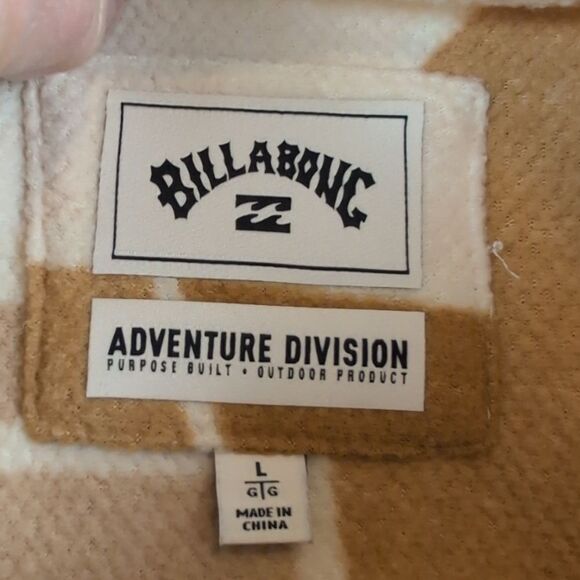 BILLABONG
ADVENTURE DIVISION
PURPOSE BUILT • OUTDOOR PRODUCT
L
G G
MADE IN
CHINA